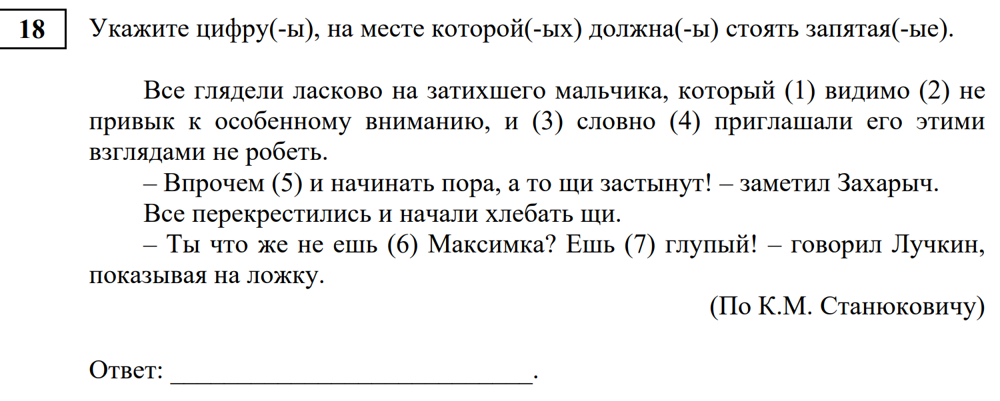 18 Укажите цифру(-ы), на месте которой(-ых) должна(-ы) стоять запятая(-ые).
Все глядели ласково на затихшего мальчика, который (1) видимо (2) не
привык к особенному вниманию, и (3) словно (4) приглашали его этими
взглядами не робеть.
– Впрочем (5) и начинать пора, а то щи застынут! – заметил Захарыч.
Все перекрестились и начали хлебать щи.
– Ты что же не ешь (6) Максимка? Ешь (7) глупый! – говорил Лучкин,
показывая на ложку.
(По К.М. Станюковичу)
Ответ: ___________________________.